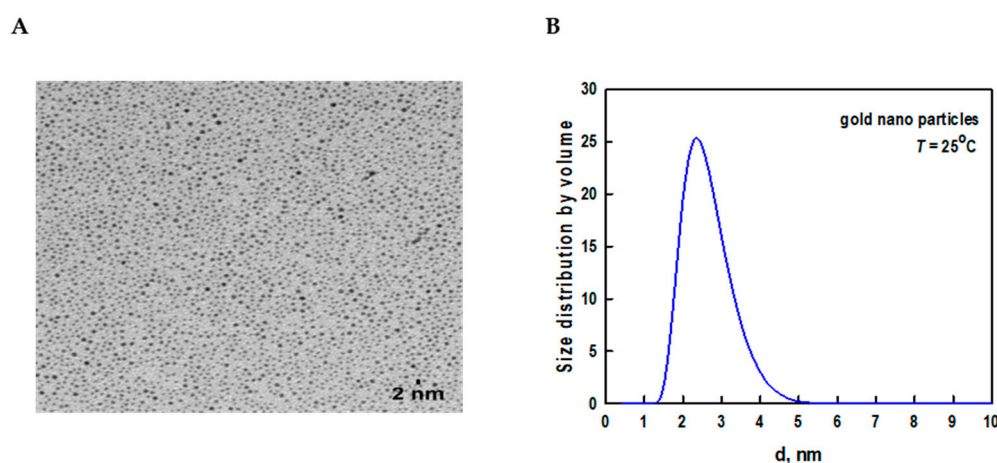 A
B
2 nm
Size distribution by volume
30
25
20
15
10
5
0
gold nano particles
T = 25°C
0 1 2 3 4 5 6 7 8 9 10
d, nm